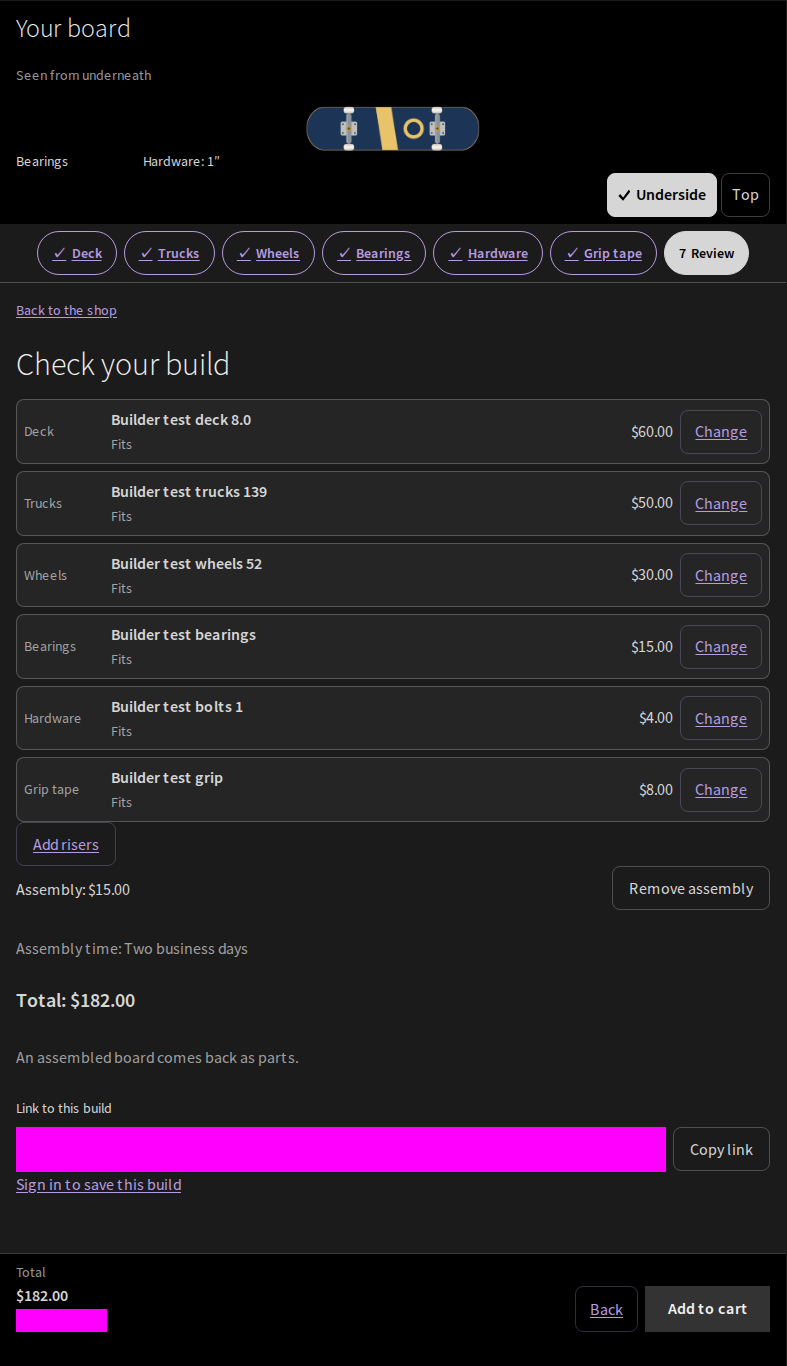 Your board
Seen from underneath
Bearings
Hardware: 1″
✓ Underside
Top
✓ Deck
✓ Trucks
✓ Wheels
✓ Bearings
✓ Hardware
✓ Grip tape
7 Review
Back to the shop
Check your build
Deck
Builder test deck 8.0
Fits
$60.00
Change
Trucks
Builder test trucks 139
Fits
$50.00
Change
Wheels
Builder test wheels 52
Fits
$30.00
Change
Bearings
Builder test bearings
Fits
$15.00
Change
Hardware
Builder test bolts 1
Fits
$4.00
Change
Grip tape
Builder test grip
Fits
$8.00
Change
Add risers
Assembly: $15.00
Remove assembly
Assembly time: Two business days
Total: $182.00
An assembled board comes back as parts.
Link to this build
Copy link
Sign in to save this build
Total
$182.00
Back
Add to cart